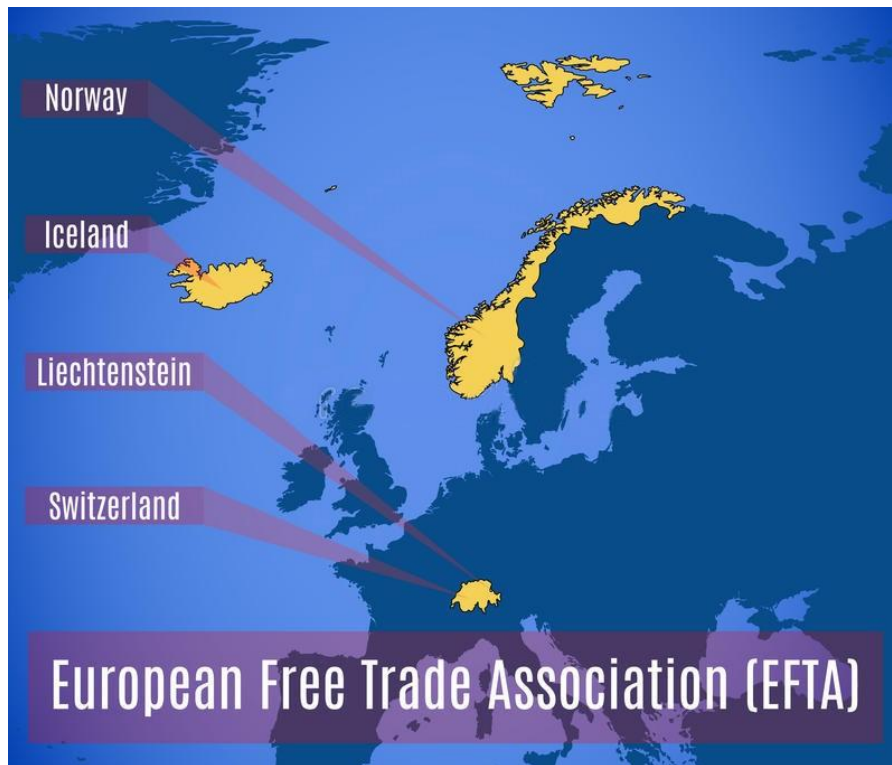 Norway
Iceland
Liechtenstein
Switzerland
European Free Trade Association (EFTA)